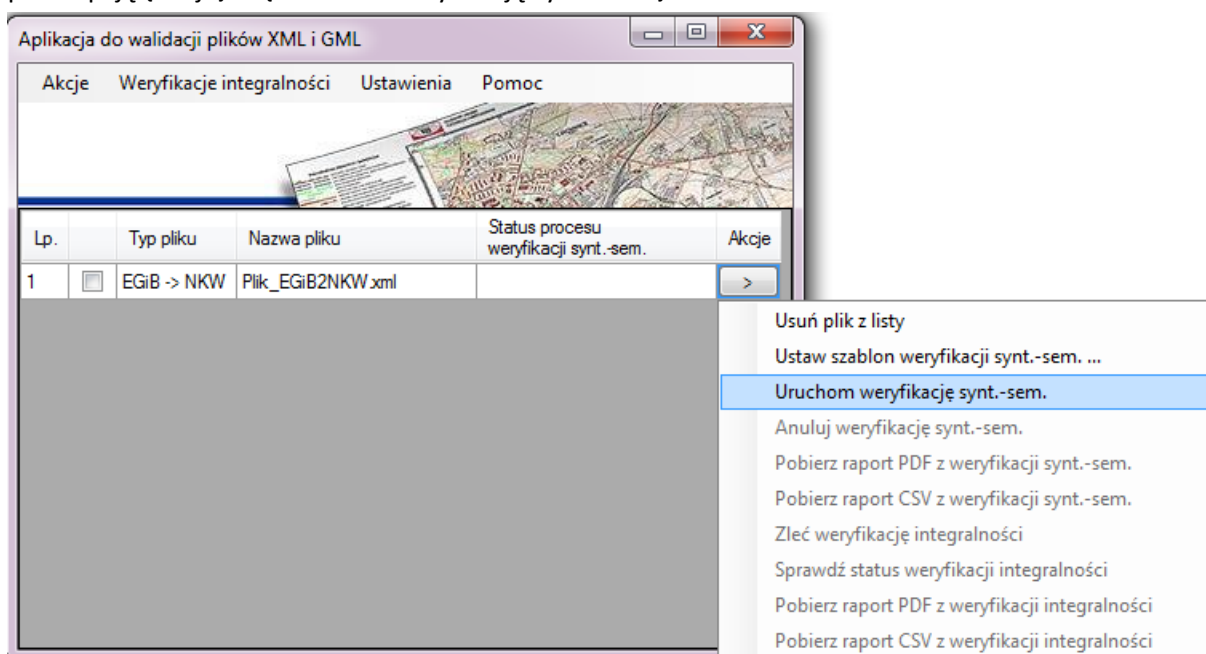 Aplikacja do walidacji plików XML i GML
Akcje Weryfikacje integralności Ustawienia Pomoc
Lp. Typ pliku Nazwa pliku Status procesu weryfikacji synt.-sem. Akcje
1 EGiB -> NKW Plik_EGiB2NKW.xml >
Usuń plik z listy
Ustaw szablon weryfikacji synt.-sem. ...
Uruchom weryfikację synt.-sem.
Anuluj weryfikację synt.-sem.
Pobierz raport PDF z weryfikacji synt.-sem.
Pobierz raport CSV z weryfikacji synt.-sem.
Zleć weryfikację integralności
Sprawdź status weryfikacji integralności
Pobierz raport PDF z weryfikacji integralności
Pobierz raport CSV z weryfikacji integralności